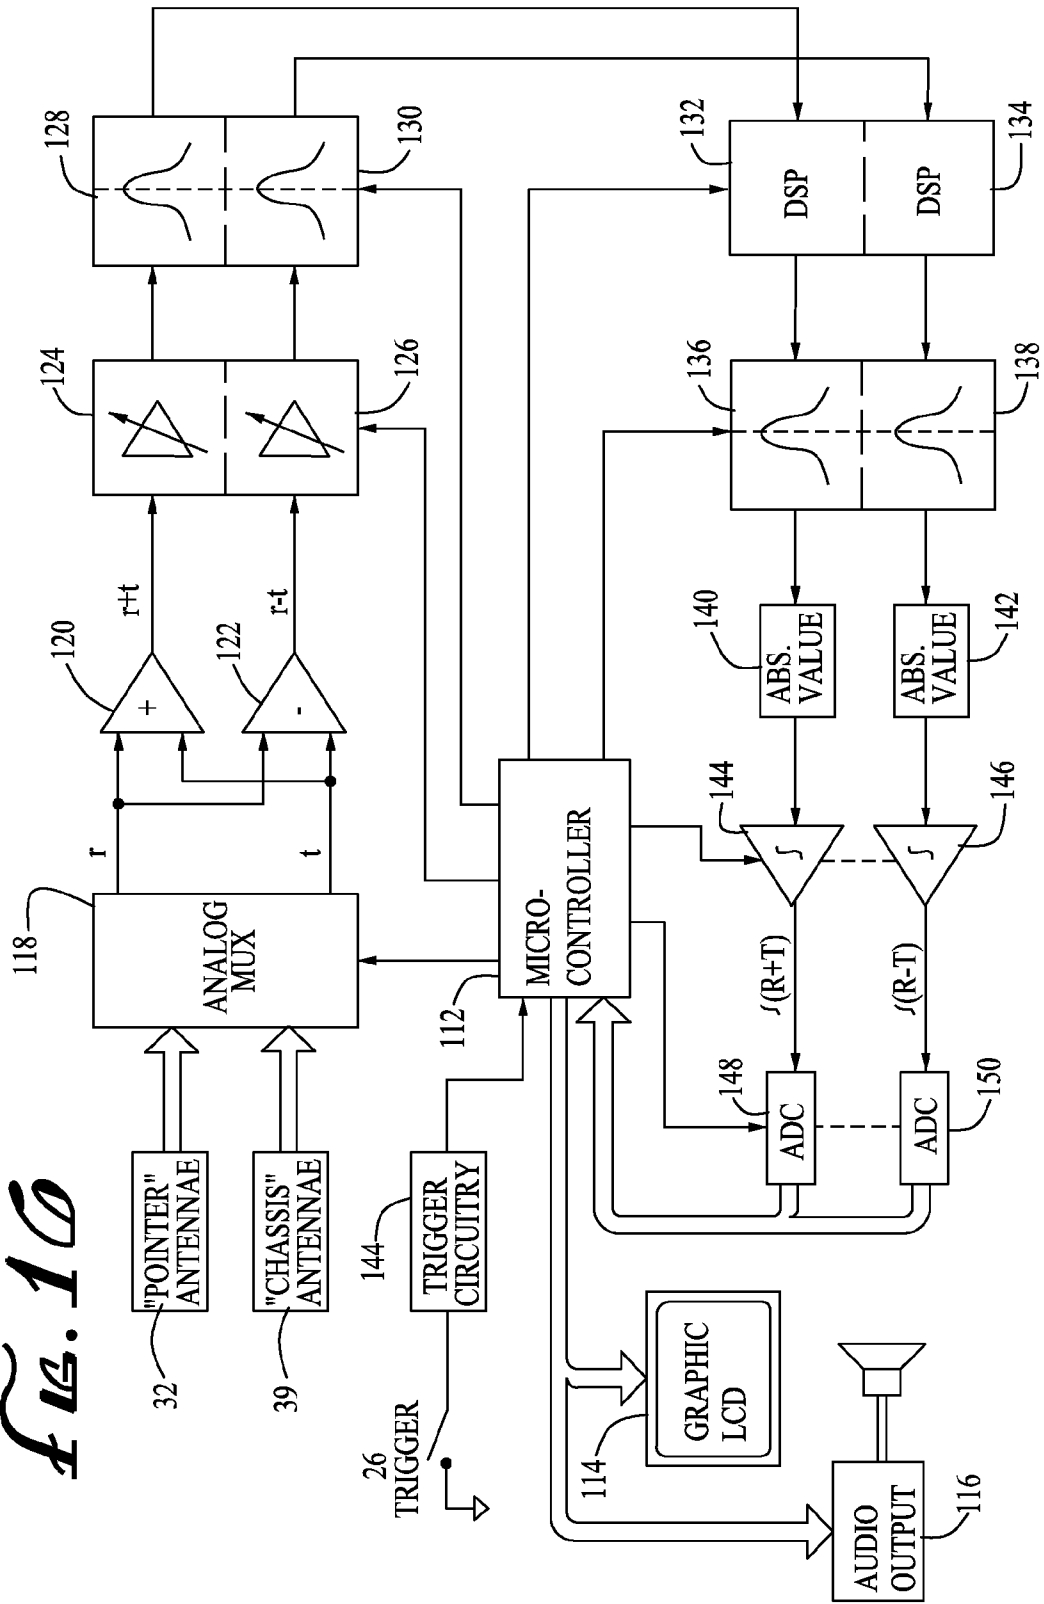 Fig. 16
32
"POINTER"
ANTENNAE
39
"CHASSIS"
ANTENNAE
118
ANALOG
MUX
r
t
120
+
122
-
r+t
r-t
124
126
128
130
26
TRIGGER
144
TRIGGER
CIRCUITRY
112
MICRO-
CONTROLLER
114
GRAPHIC
LCD
116
AUDIO
OUTPUT
148
ADC
150
ADC
∫(R+T)
∫(R-T)
144
∫
146
∫
140
ABS.
VALUE
142
ABS.
VALUE
136
138
132
DSP
134
DSP